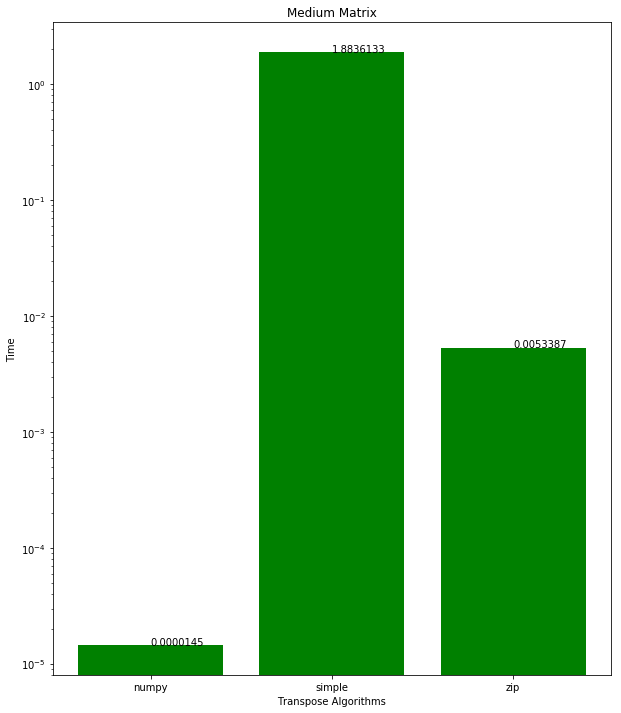 Medium Matrix
1.8836133
10⁰
10⁻¹
10⁻²
0.0053387
Time
10⁻³
10⁻⁴
0.0000145
10⁻⁵
numpy simple zip
Transpose Algorithms